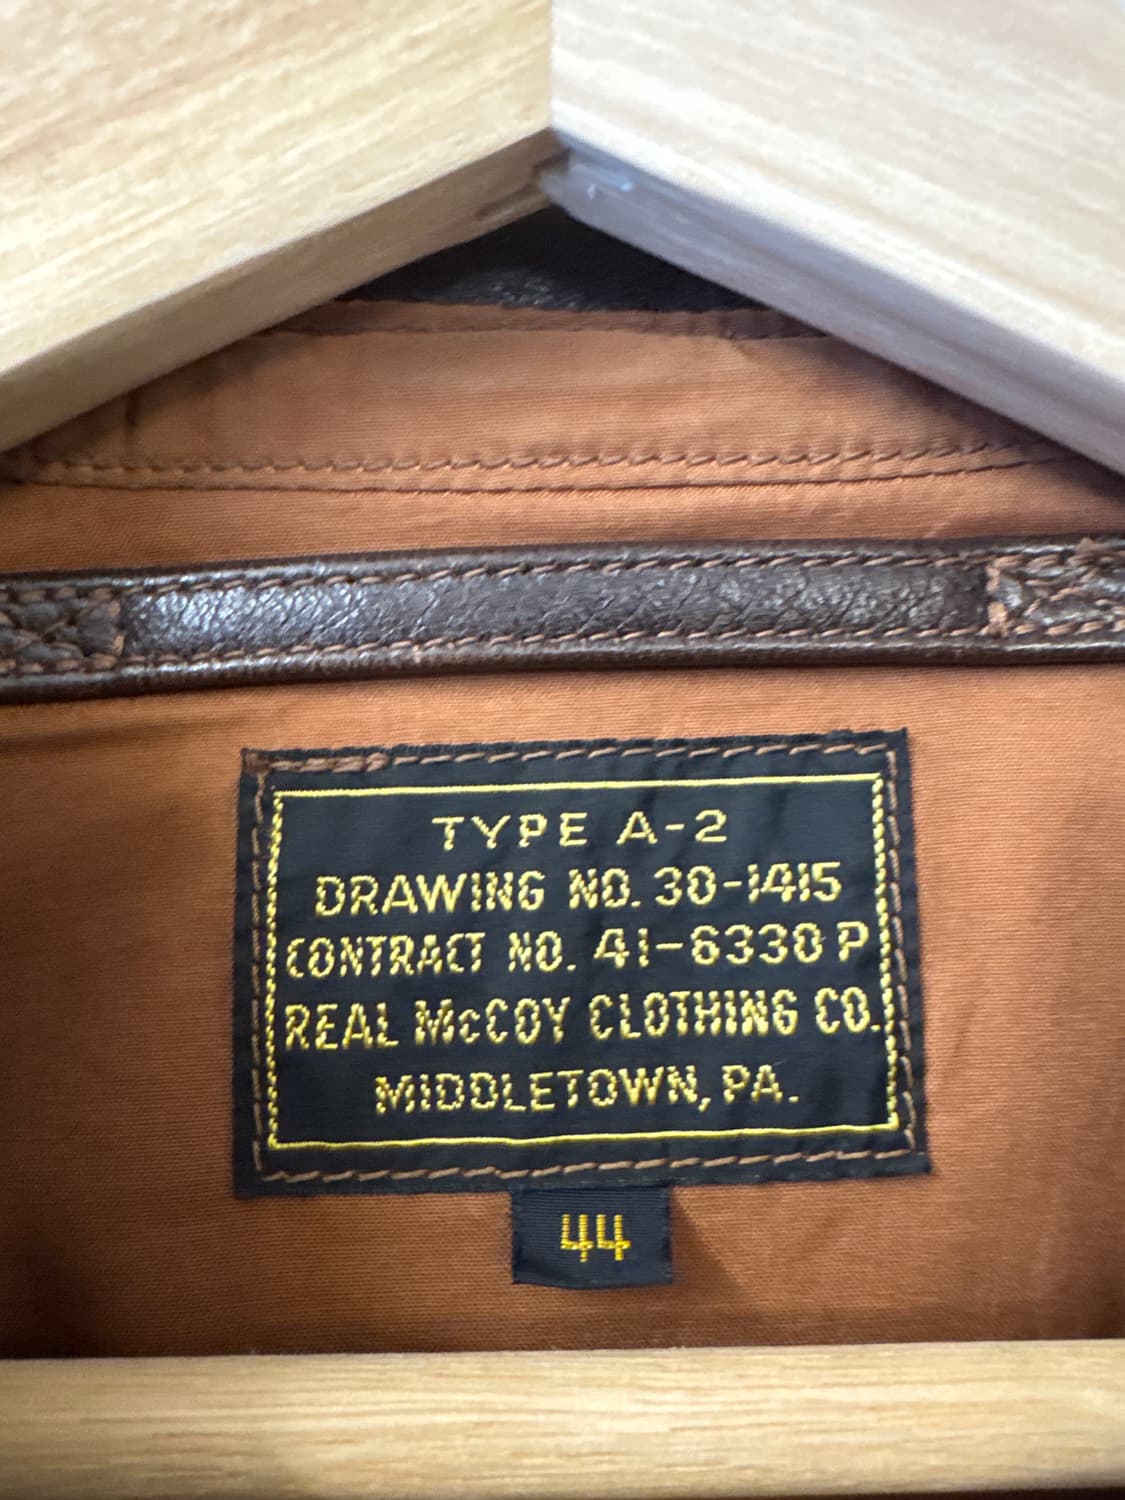 TYPE A-2
DRAWING NO. 30-1415
CONTRACT NO. 41-6330 P
REAL McCOY CLOTHING CO.
MIDDLETOWN, PA.
44